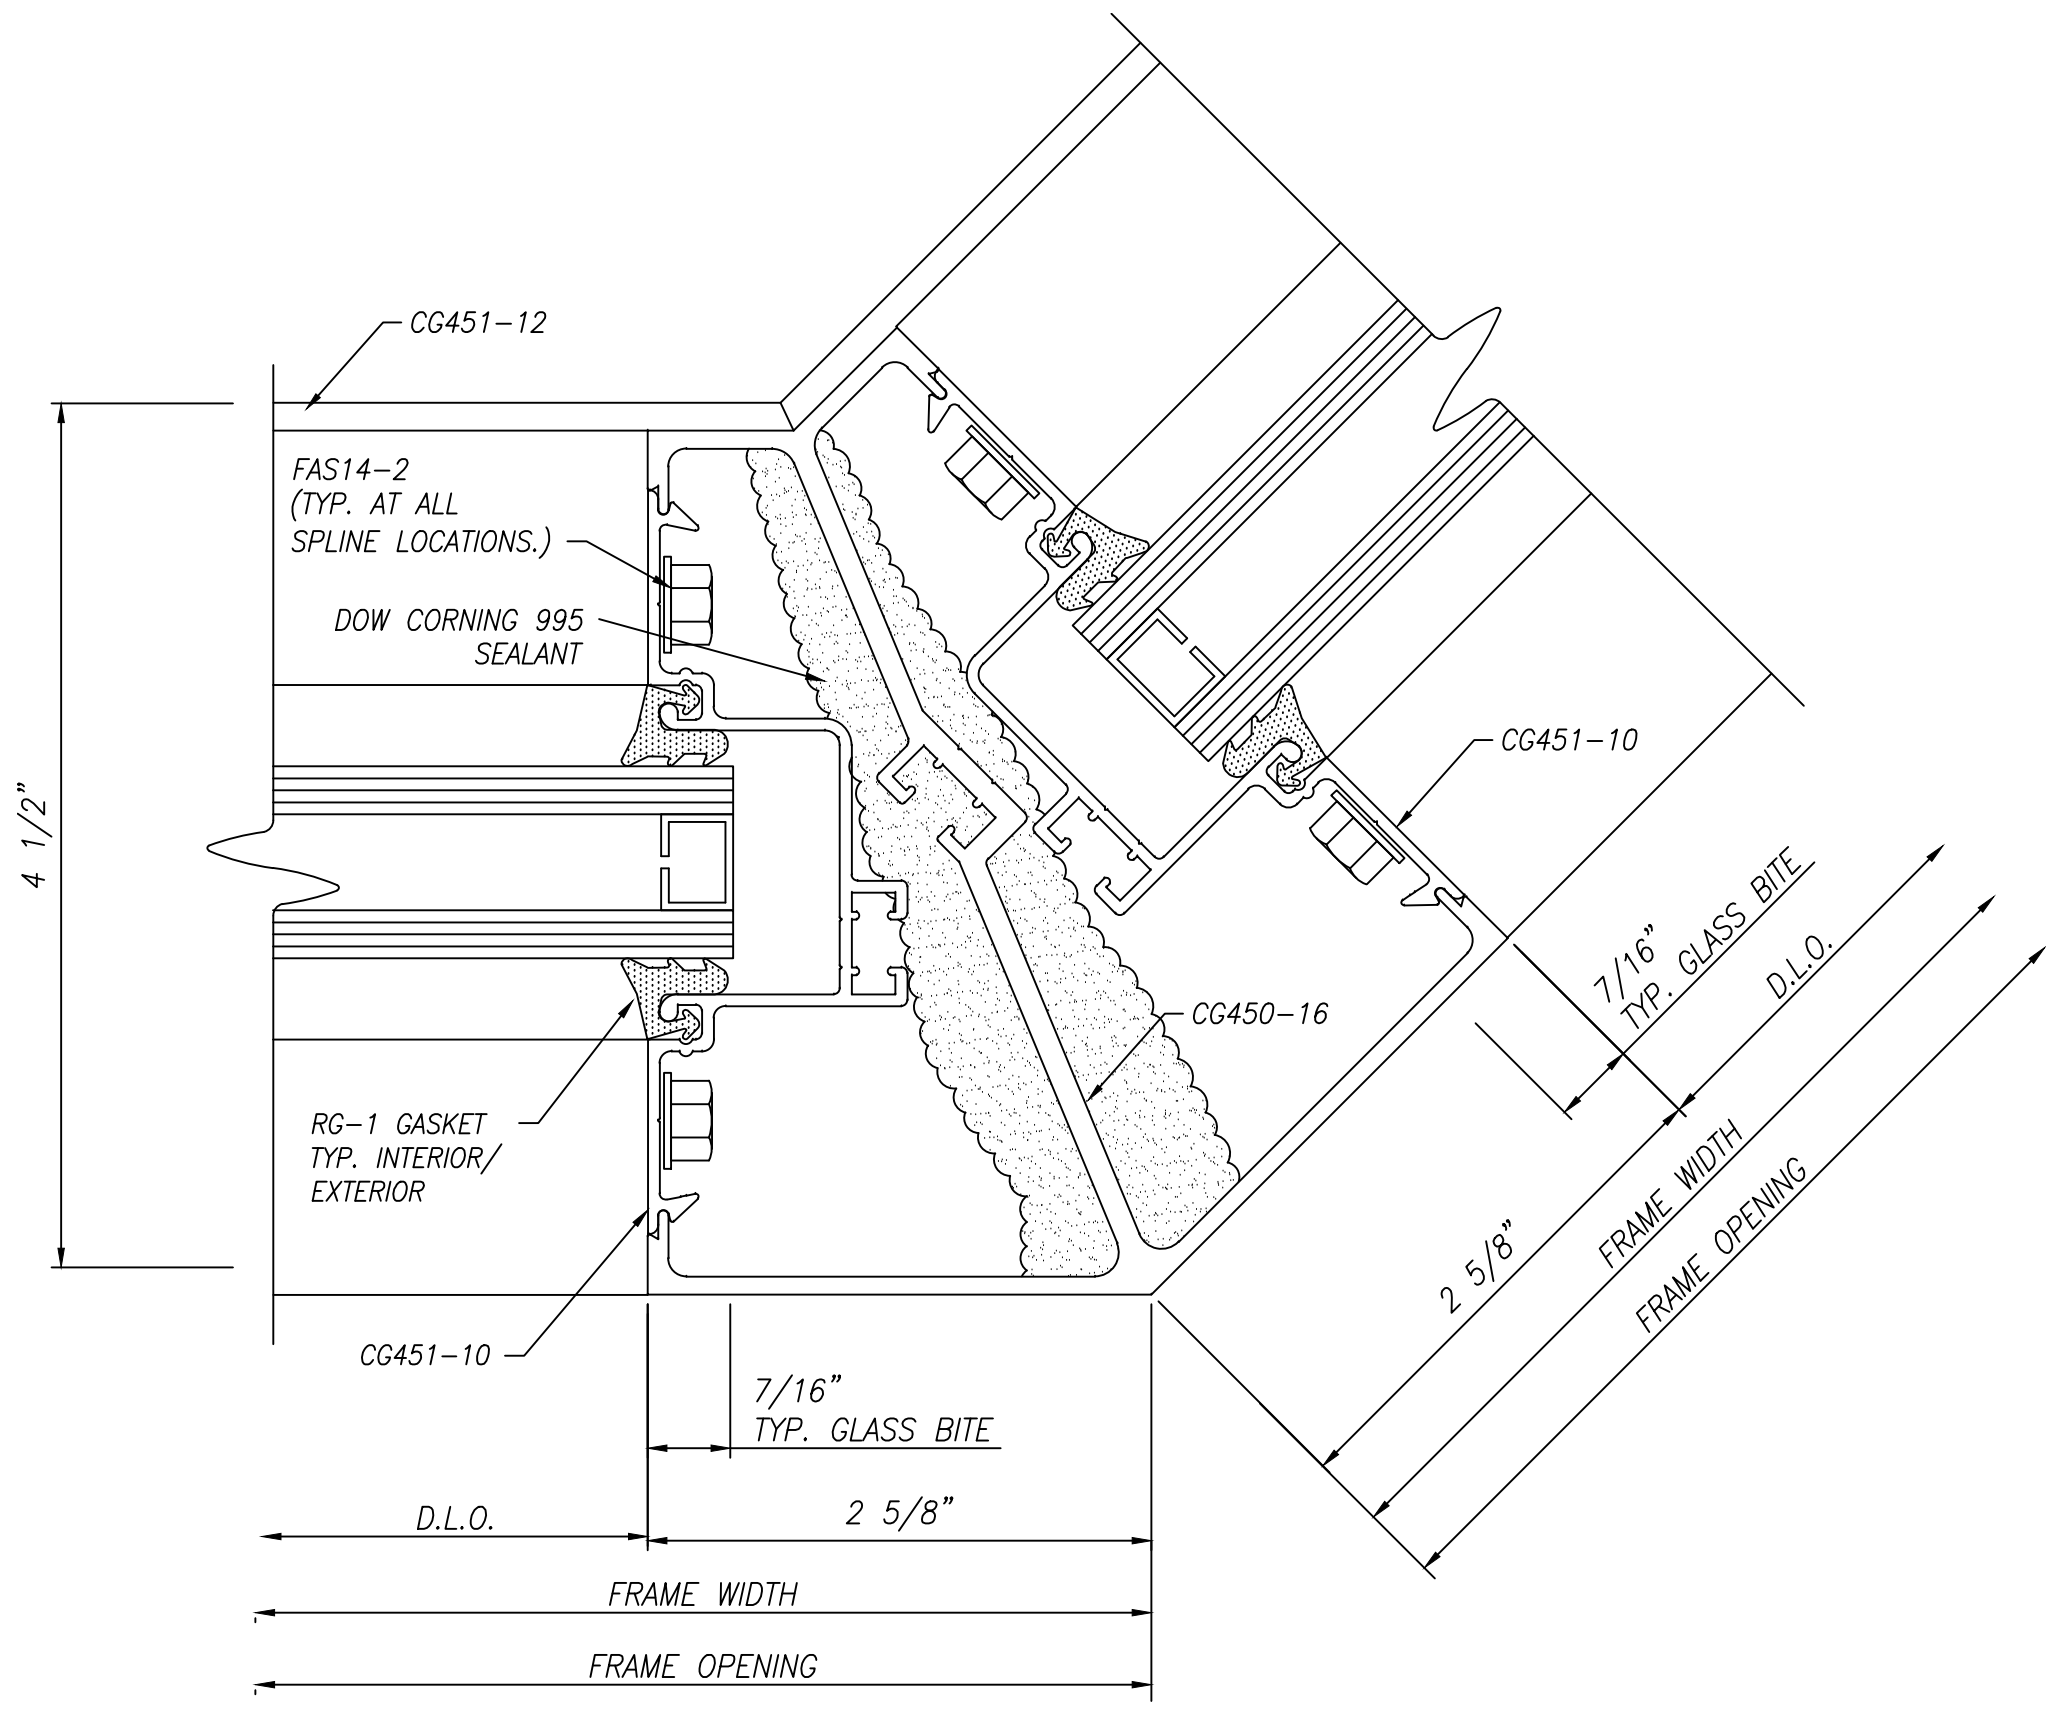 CG451-12
FAS14-2
(TYP. AT ALL
SPLINE LOCATIONS.)
DOW CORNING 995
SEALANT
4 1/2"
CG451-10
7/16"
TYP. GLASS BITE
D.L.O.
CG450-16
RG-1 GASKET
TYP. INTERIOR/
EXTERIOR
2 5/8"
FRAME WIDTH
FRAME OPENING
CG451-10
7/16"
TYP. GLASS BITE
D.L.O.
2 5/8"
FRAME WIDTH
FRAME OPENING